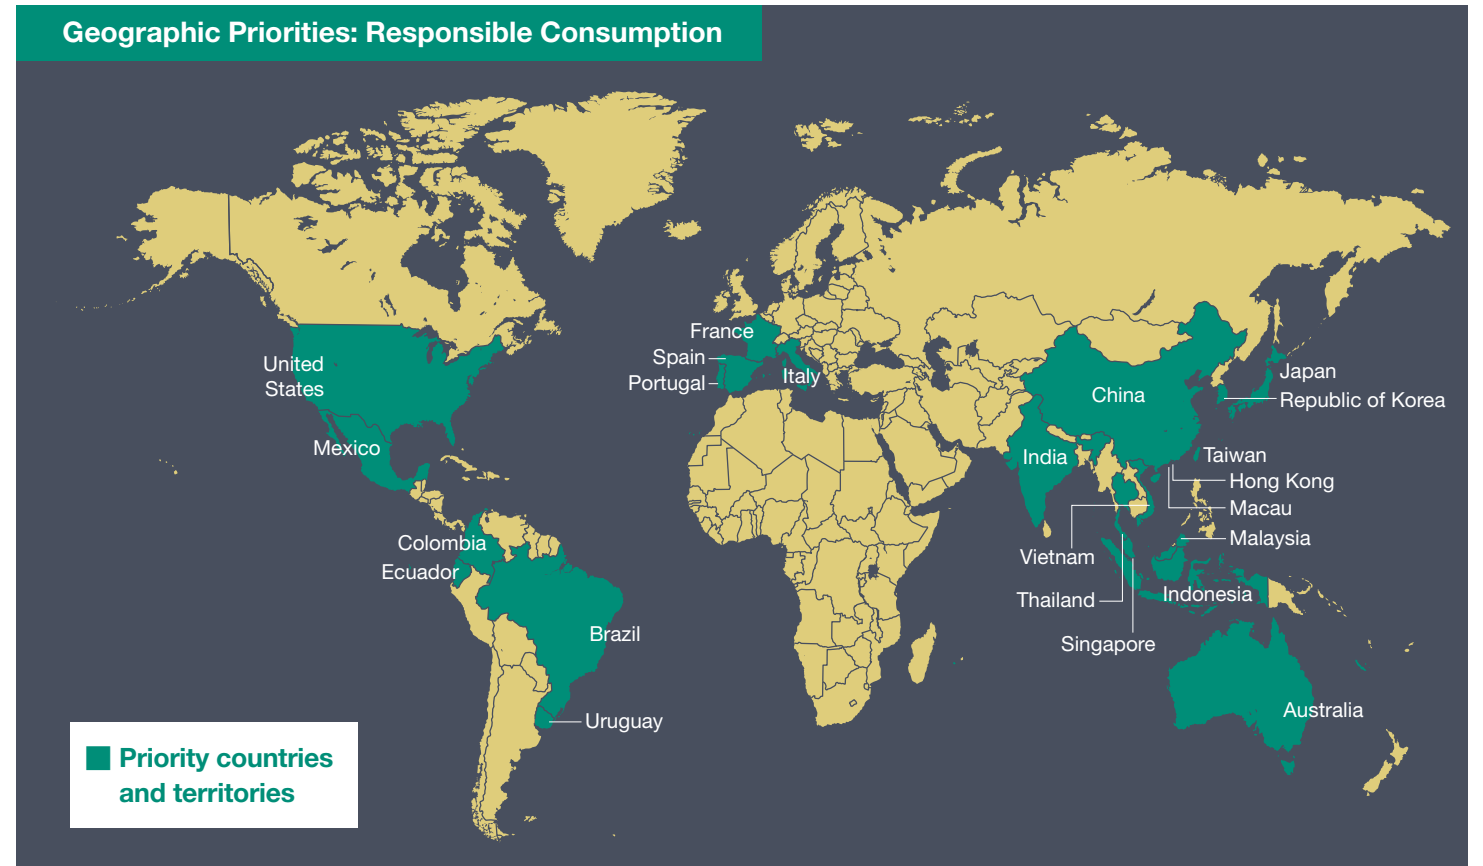 Geographic Priorities: Responsible Consumption
France
Spain
Portugal
Italy
United
States
Mexico
China
Japan
Republic of Korea
India
Taiwan
Hong Kong
Macau
Malaysia
Vietnam
Thailand
Indonesia
Singapore
Colombia
Ecuador
Brazil
Uruguay
Australia
Priority countries
and territories